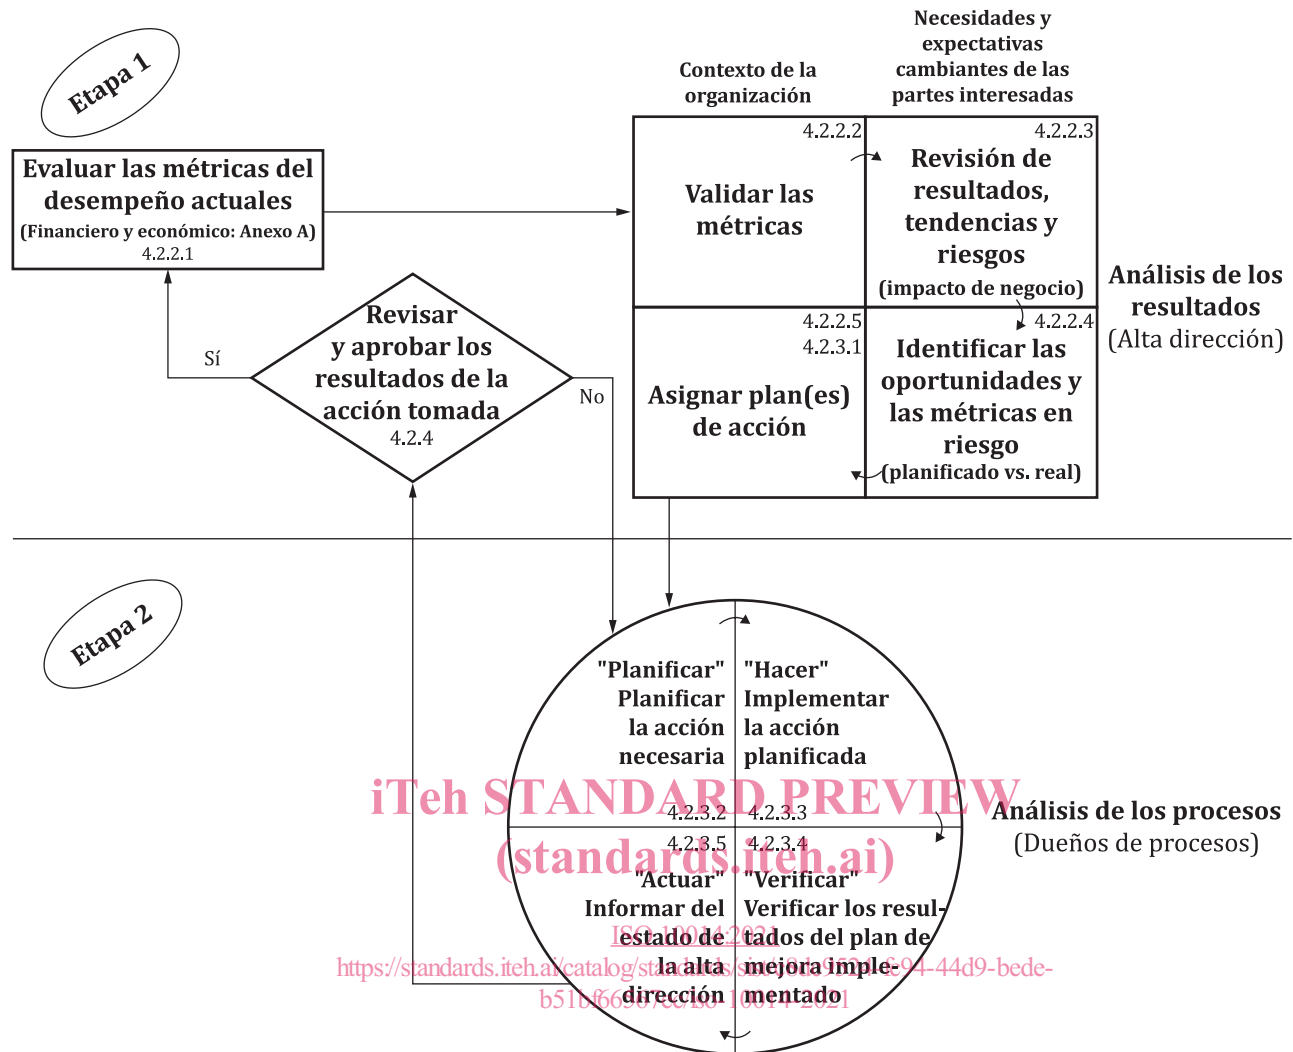 Etapa 1
Evaluar las métricas del
desempeño actuales
(Financiero y económico: Anexo A)
4.2.2.1
Contexto de la
organización
Necesidades y
expectativas
cambiantes de las
partes interesadas
4.2.2.2
Validar las
métricas
4.2.2.3
Revisión de
resultados,
tendencias y
riesgos
(impacto de negocio)
Análisis de los
resultados
(Alta dirección)
Revisar
y aprobar los
resultados de la
acción tomada
4.2.4
Sí
No
4.2.2.5
4.2.3.1
Asignar plan(es)
de acción
4.2.2.4
Identificar las
oportunidades y
las métricas en
riesgo
(planificado vs. real)
Etapa 2
"Planificar"
Planificar
la acción
necesaria
4.2.3.2
"Hacer"
Implementar
la acción
planificada
4.2.3.3
iTeh STANDARD PREVIEW
(standards.iteh.ai)
Análisis de los procesos
(Dueños de procesos)
4.2.3.5
"Actuar"
Informar del
estado de
la alta
dirección
4.2.3.4
"Verificar"
Verificar los resul-
tados del plan de
mejora imple-
mentado
ISO 10014:2021